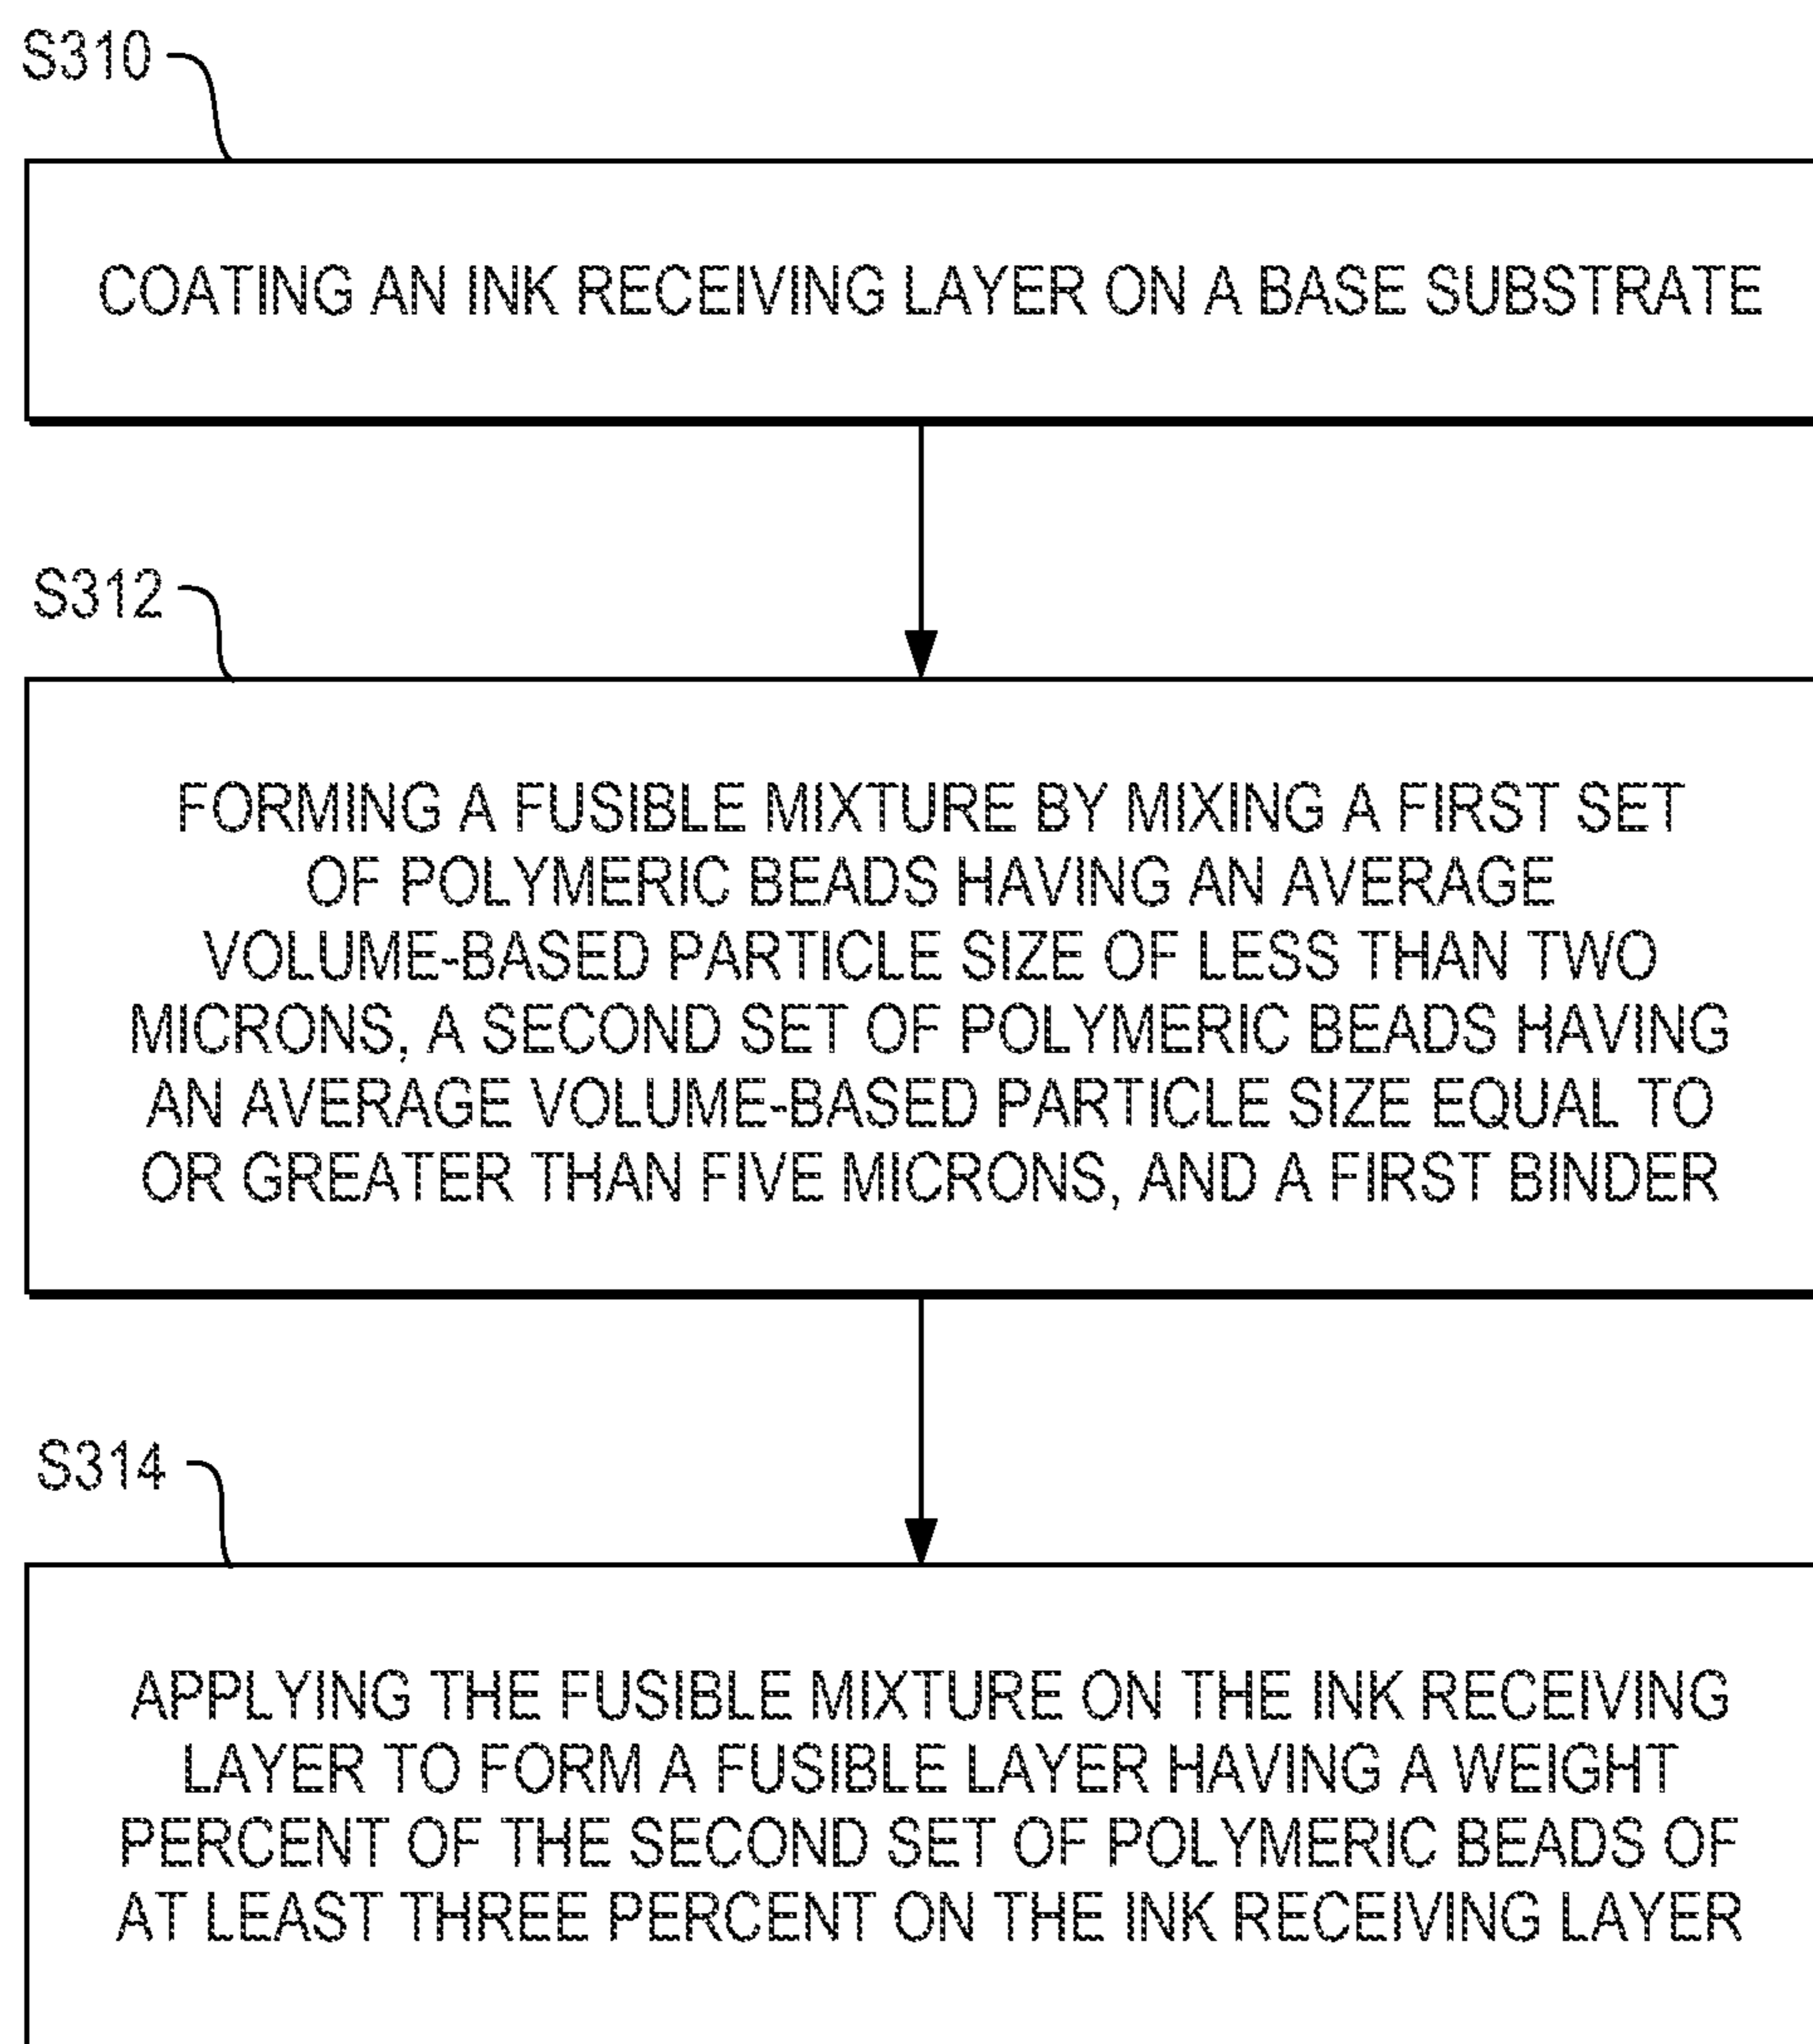 S310
COATING AN INK RECEIVING LAYER ON A BASE SUBSTRATE
S312
FORMING A FUSIBLE MIXTURE BY MIXING A FIRST SET
OF POLYMERIC BEADS HAVING AN AVERAGE
VOLUME-BASED PARTICLE SIZE OF LESS THAN TWO
MICRONS, A SECOND SET OF POLYMERIC BEADS HAVING
AN AVERAGE VOLUME-BASED PARTICLE SIZE EQUAL TO
OR GREATER THAN FIVE MICRONS, AND A FIRST BINDER
S314
APPLYING THE FUSIBLE MIXTURE ON THE INK RECEIVING
LAYER TO FORM A FUSIBLE LAYER HAVING A WEIGHT
PERCENT OF THE SECOND SET OF POLYMERIC BEADS OF
AT LEAST THREE PERCENT ON THE INK RECEIVING LAYER